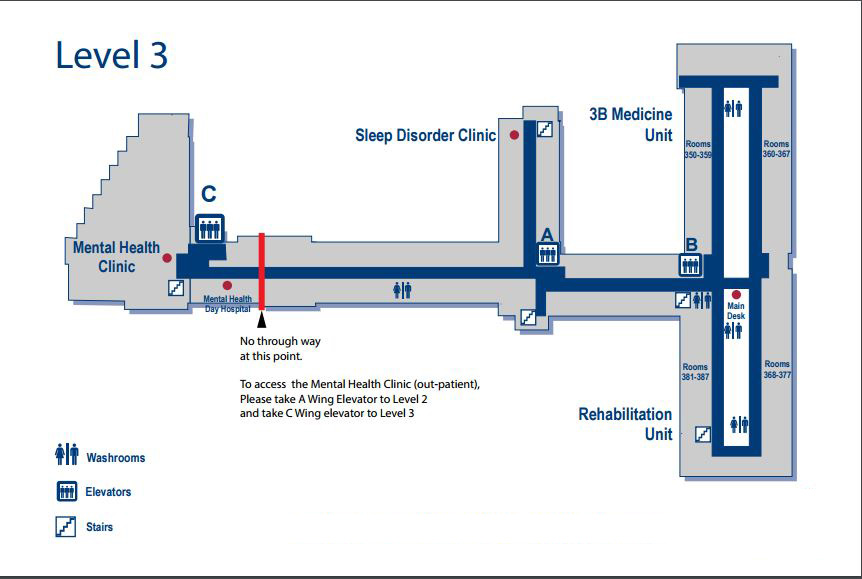 Level 3
3B Medicine
Unit
Sleep Disorder Clinic
Rooms
350-359
Rooms
360-367
C
A
B
Mental Health
Clinic
Mental Health
Day Hospital
Main
Desk
No through way
at this point.
To access the Mental Health Clinic (out-patient),
Please take A Wing Elevator to Level 2
and take C Wing elevator to Level 3
Rooms
381-387
Rooms
368-377
Rehabilitation
Unit
Washrooms
Elevators
Stairs